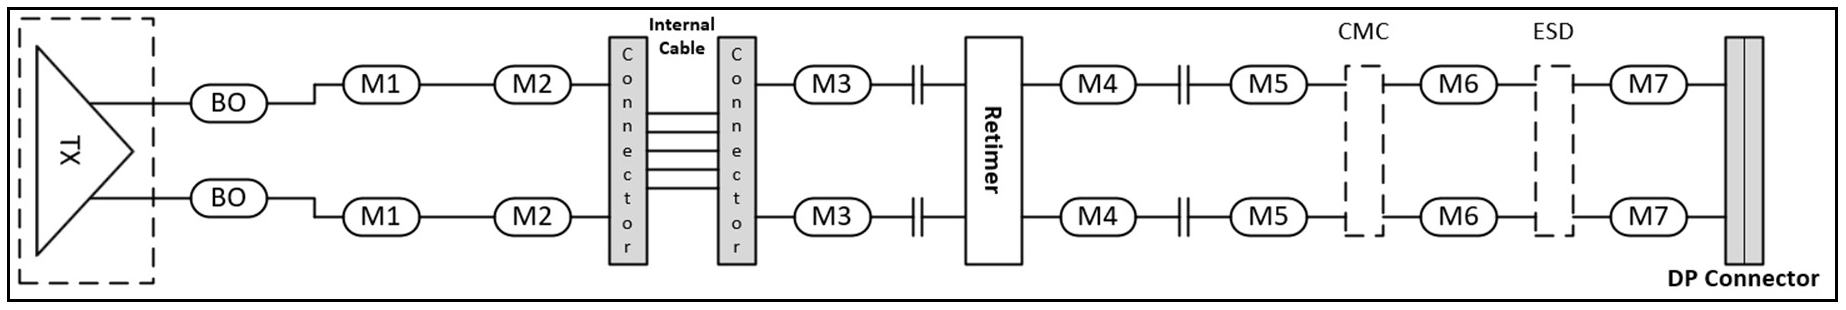 Internal
Cable
CMC
ESD
TX
BO
M1
M2
Connector
Connector
M3
Retimer
M4
M5
M6
M7
BO
M1
M2
M3
M4
M5
M6
M7
DP Connector